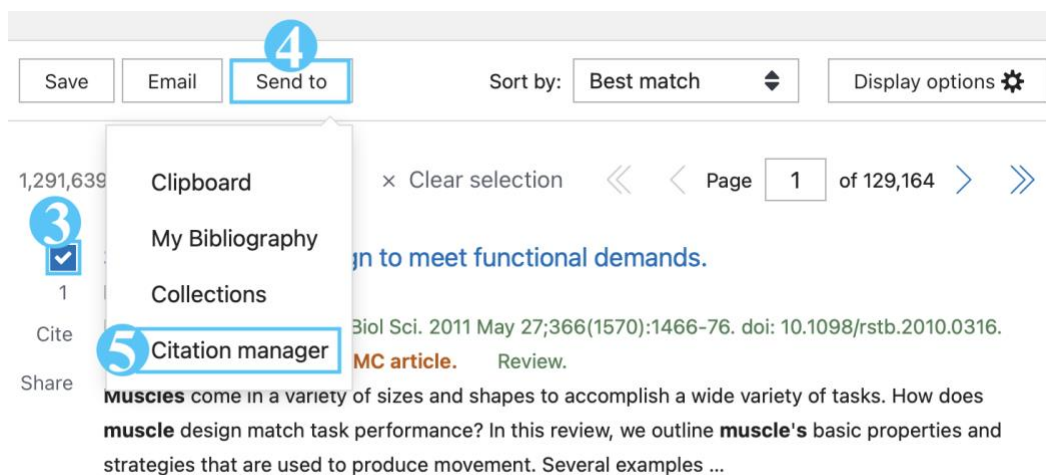 4
Save Email Send to Sort by: Best match Display options
1,291,639 × Clear selection Page 1 of 129,164
Clipboard
3
My Bibliography
gn to meet functional demands.
1
Collections
Cite
Biol Sci. 2011 May 27;366(1570):1466-76. doi: 10.1098/rstb.2010.0316.
5 Citation manager
MC article. Review.
Share
Muscles come in a variety of sizes and shapes to accomplish a wide variety of tasks. How does
muscle design match task performance? In this review, we outline muscle's basic properties and
strategies that are used to produce movement. Several examples ...